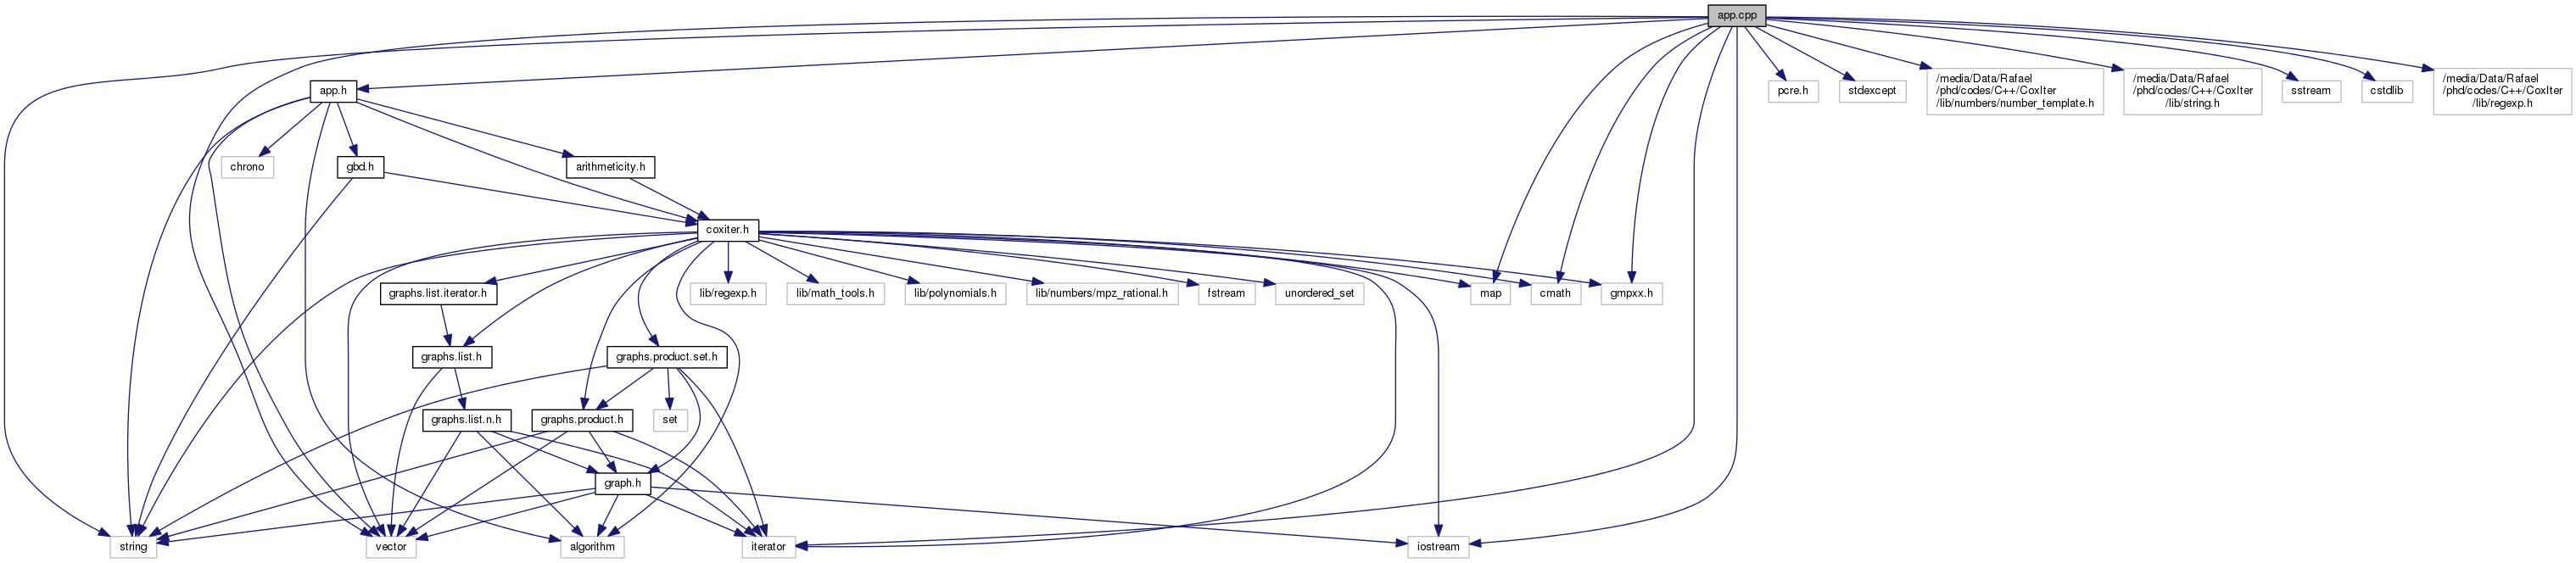 app.cpp
app.h
pcre.h
stdexcept
/media/Data/Rafael
/phd/codes/C++/CoxIter
/lib/numbers/number_template.h
/media/Data/Rafael
/phd/codes/C++/CoxIter
/lib/string.h
sstream
cstdlib
/media/Data/Rafael
/phd/codes/C++/CoxIter
/lib/regexp.h
chrono
gbd.h
arithmeticity.h
coxiter.h
graphs.list.iterator.h
lib/regexp.h
lib/math_tools.h
lib/polynomials.h
lib/numbers/mpz_rational.h
fstream
unordered_set
map
cmath
gmpxx.h
graphs.list.h
graphs.product.set.h
graphs.list.n.h
graphs.product.h
set
graph.h
string
vector
algorithm
iterator
iostream